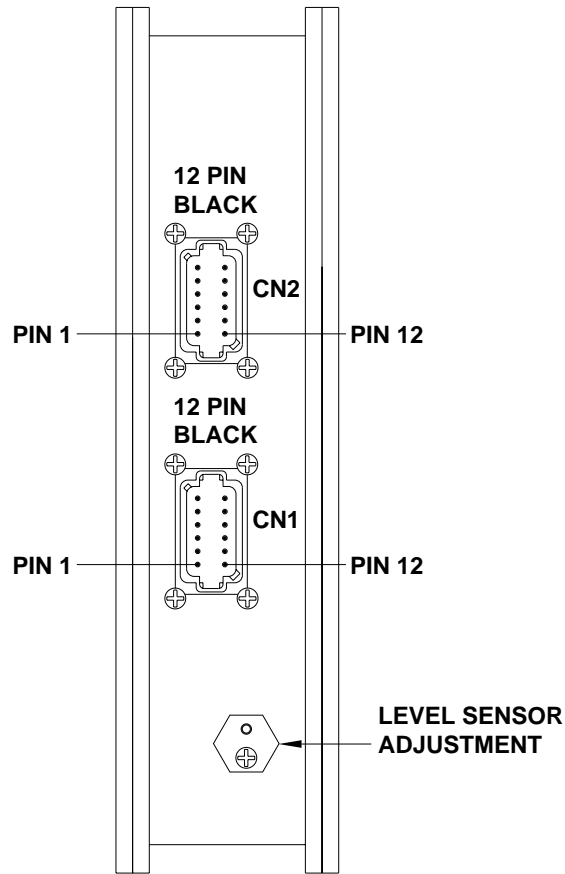 12 PIN
BLACK
CN2
PIN 1
PIN 12
12 PIN
BLACK
CN1
PIN 1
PIN 12
LEVEL SENSOR
ADJUSTMENT